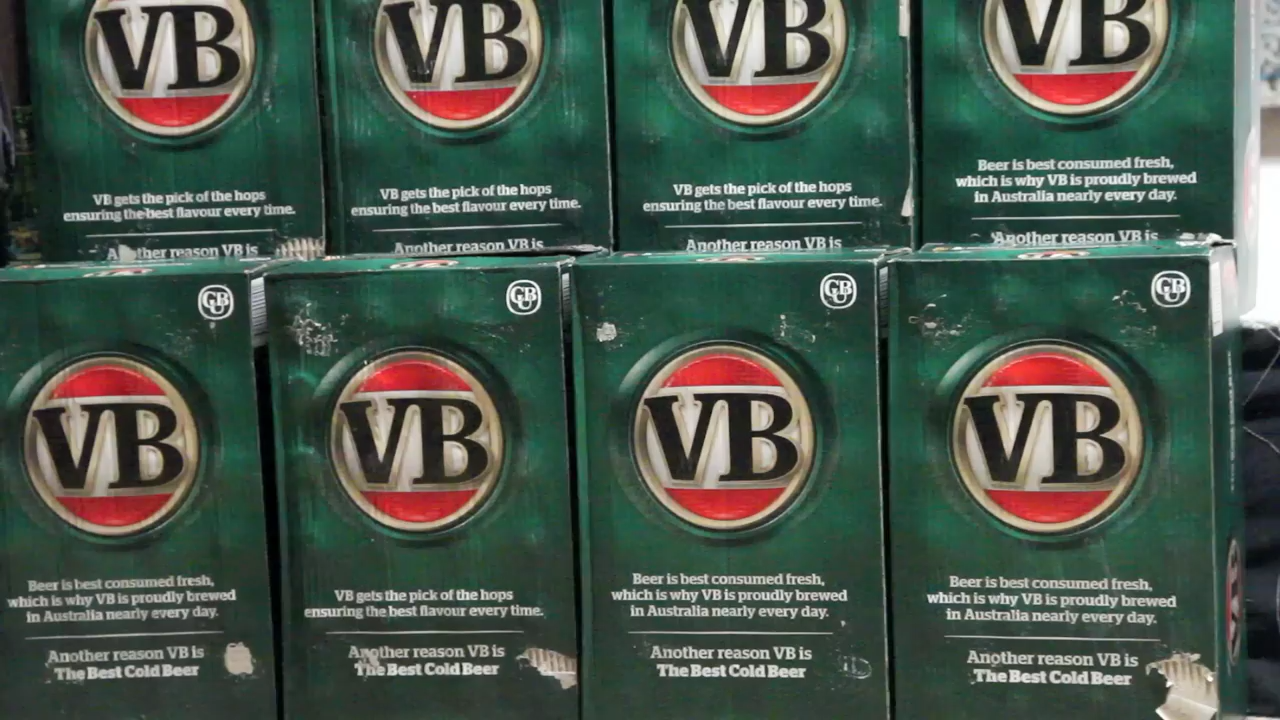 VB
VB gets the pick of the hops
ensuring the best flavour every time.
Another reason VB is
VB
VB gets the pick of the hops
ensuring the best flavour every time.
Another reason VB is
VB
VB gets the pick of the hops
ensuring the best flavour every time.
Another reason VB is
VB
Beer is best consumed fresh,
which is why VB is proudly brewed
in Australia nearly every day.
Another reason VB is
CUB
VB
Beer is best consumed fresh,
which is why VB is proudly brewed
in Australia nearly every day.
Another reason VB is
The Best Cold Beer
CUB
VB
VB gets the pick of the hops
ensuring the best flavour every time.
Another reason VB is
The Best Cold Beer
CUB
VB
Beer is best consumed fresh,
which is why VB is proudly brewed
in Australia nearly every day.
Another reason VB is
The Best Cold Beer
CUB
VB
Beer is best consumed fresh,
which is why VB is proudly brewed
in Australia nearly every day.
Another reason VB is
The Best Cold Beer